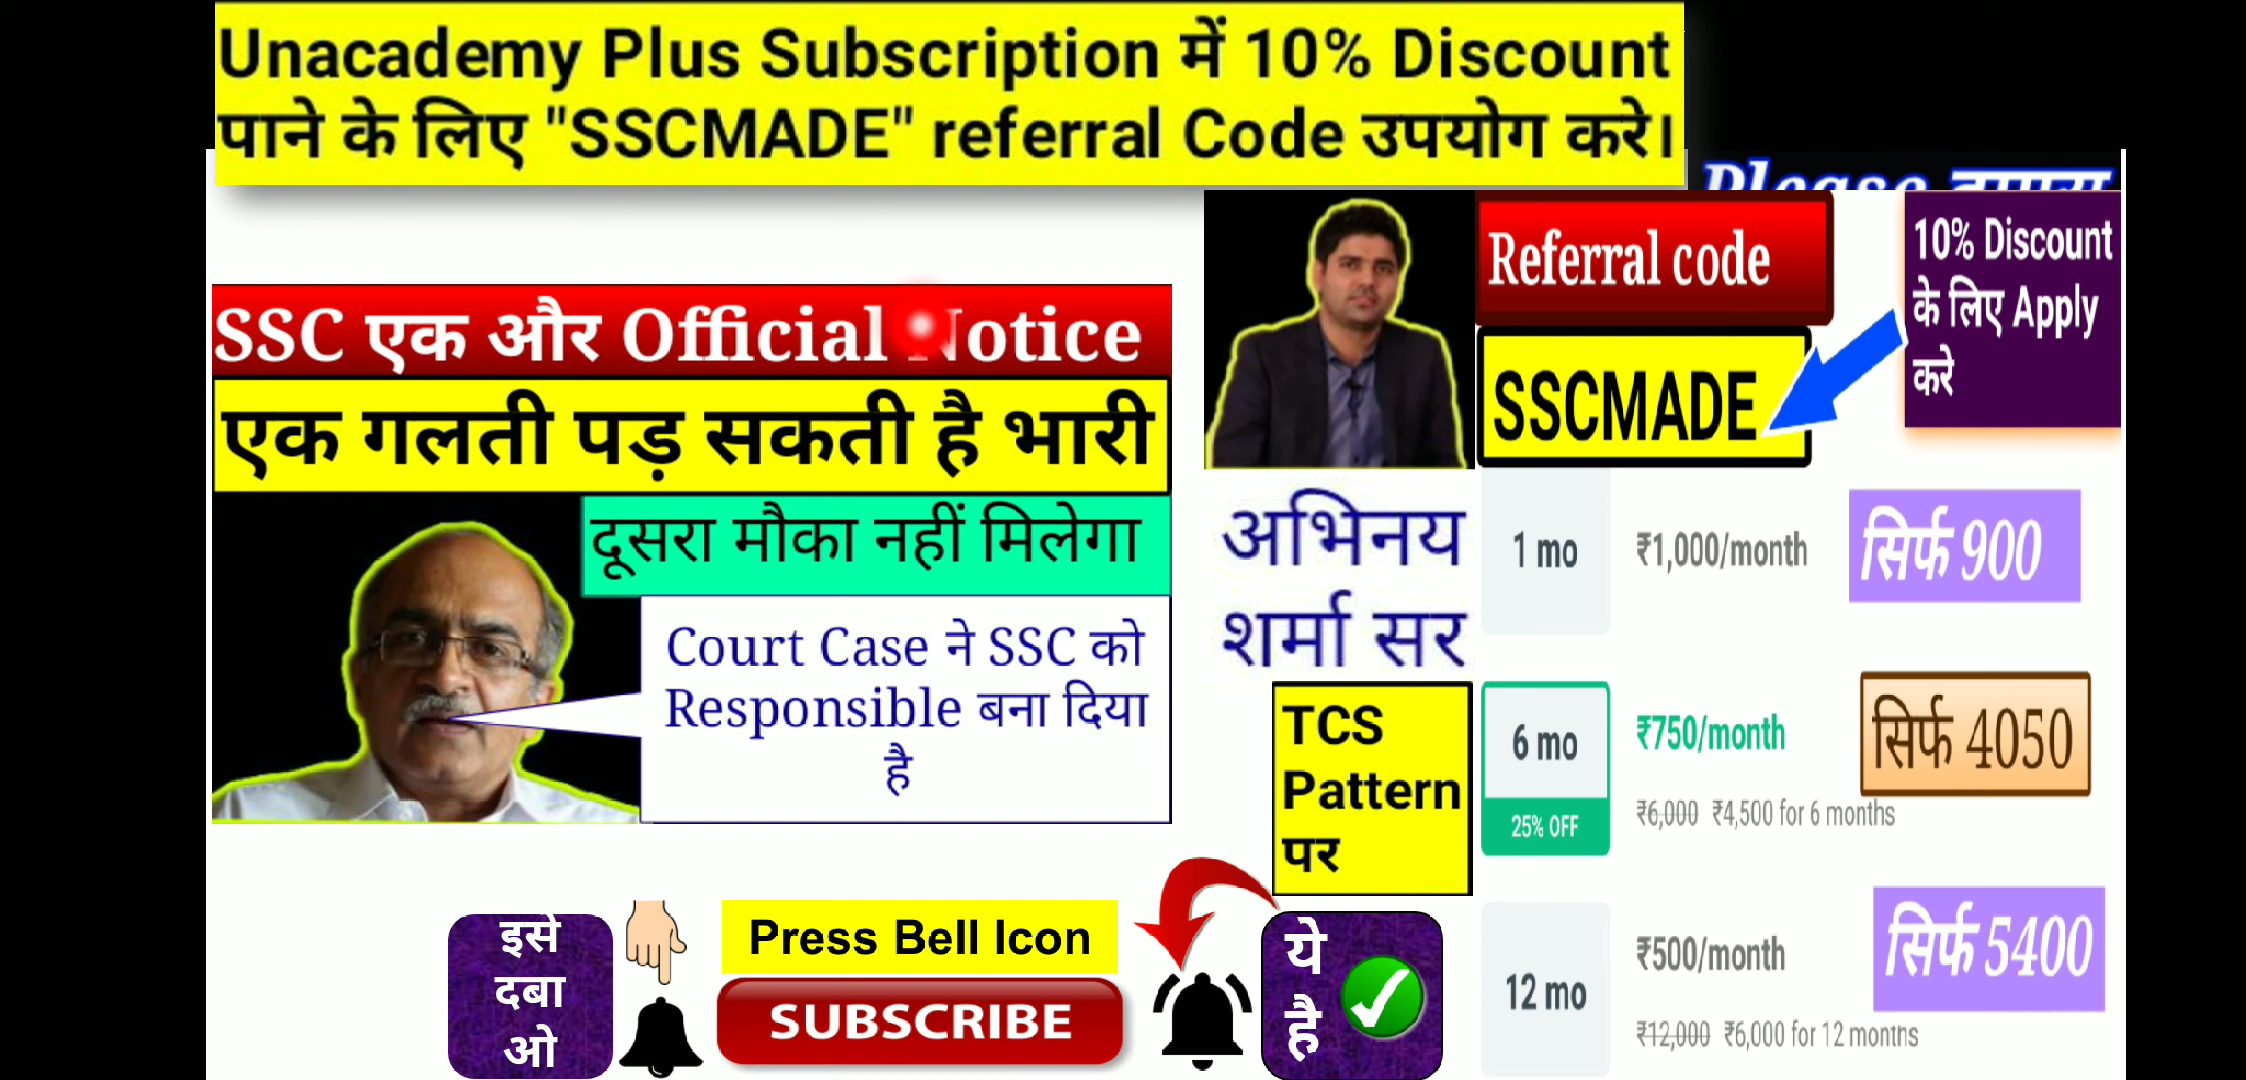 Unacademy Plus Subscription में 10% Discount
पाने के लिए "SSCMADE" referral Code उपयोग करे।
Please
SSC एक और Official Notice
एक गलती पड़ सकती है भारी
दूसरा मौका नहीं मिलेगा
Court Case ने SSC को
Responsible बना दिया
है
Referral code
SSCMADE
10% Discount
के लिए Apply
करे
अभिनय
शर्मा सर
1 mo
₹1,000/month
सिर्फ 900
TCS
Pattern
पर
6 mo
25% OFF
₹750/month
₹6,000 ₹4,500 for 6 months
सिर्फ 4050
12 mo
₹500/month
₹12,000 ₹6,000 for 12 months
सिर्फ 5400
इसे
दबा
ओ
Press Bell Icon
SUBSCRIBE
ये
है